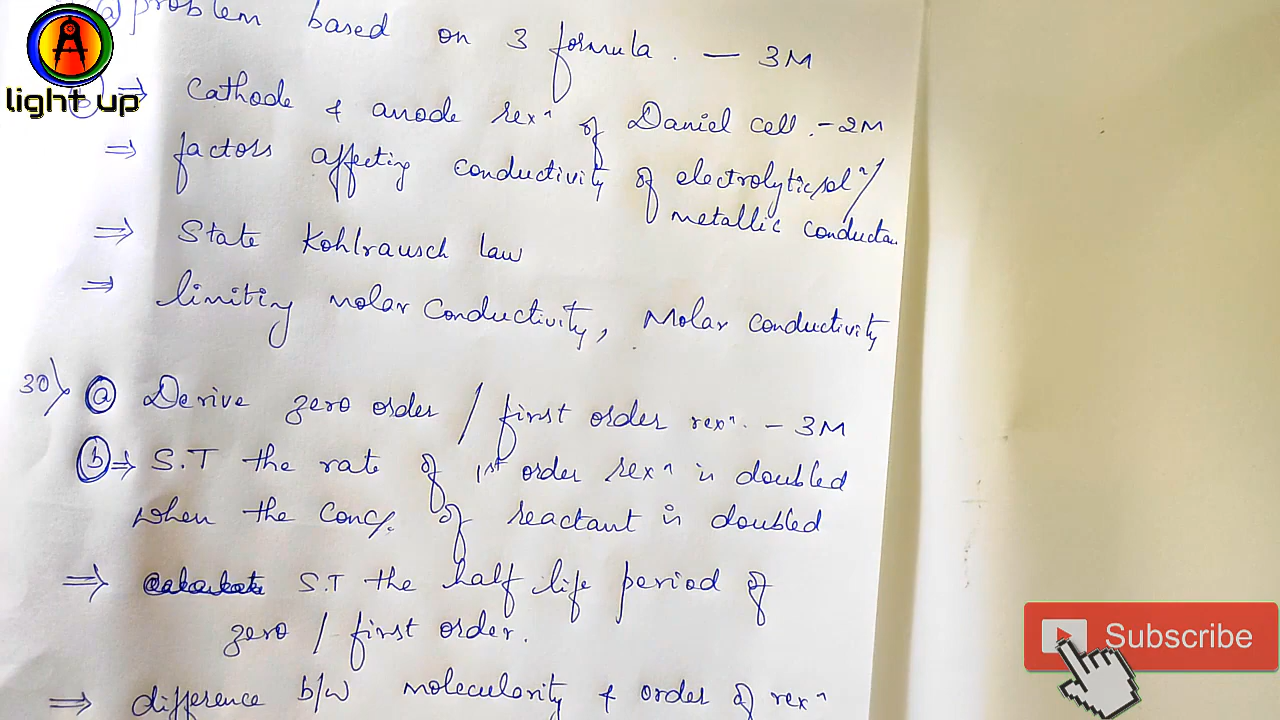 (a) problem based on 3 formula. — 3M
light up
(b) ⇒ Cathode & anode rexⁿ of Daniel cell. - 2M
⇒ factors affecting conductivity of electrolytic solⁿ/
metallic conductan
⇒ State Kohlrausch law
⇒ limiting molar Conductivity, Molar conductivity
30) (a) Derive zero order / first order rexⁿ. - 3M
(b) ⇒ S.T the rate of 1st order rexⁿ is doubled
when the conc. of reactant is doubled
⇒ S.T the half life period of
zero / first order.
⇒ difference b/w molecularity & order of rexⁿ
Subscribe